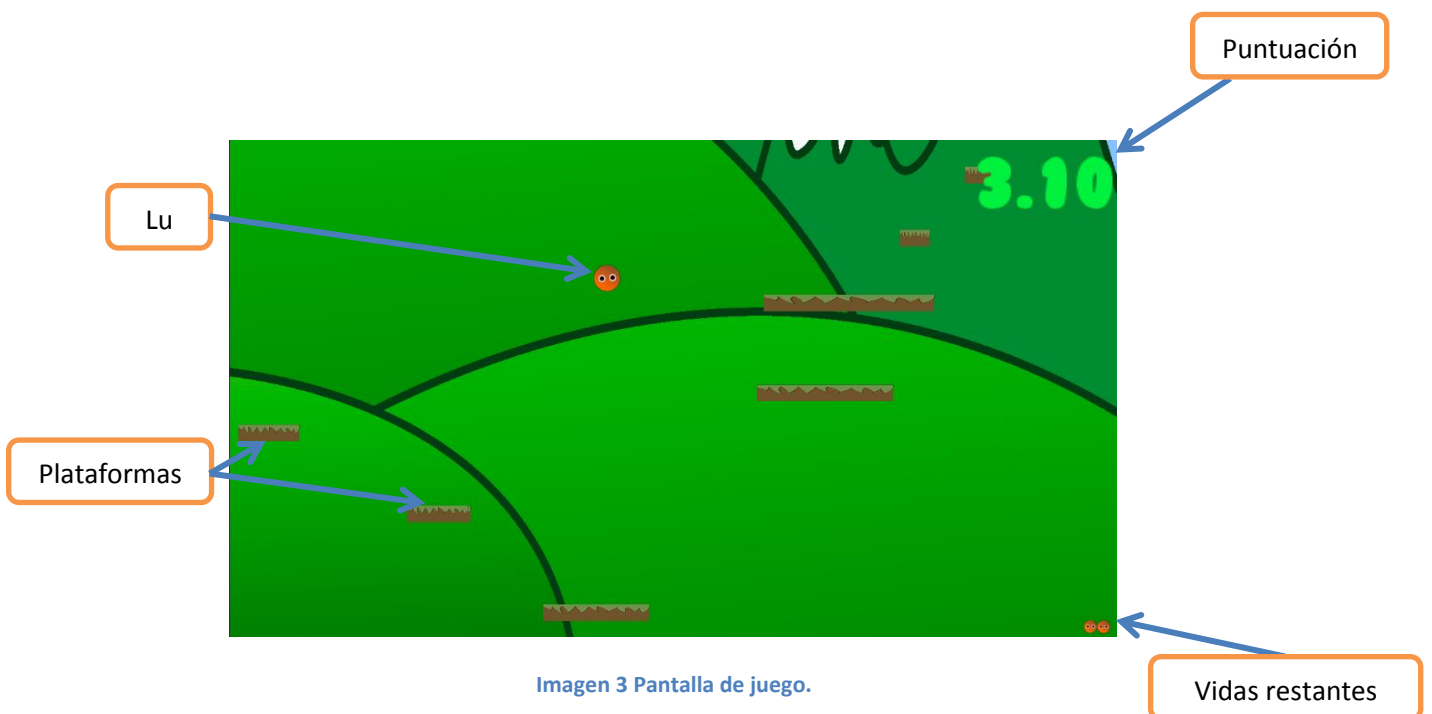 Puntuación
3.10
Lu
Plataformas
Imagen 3 Pantalla de juego.
Vidas restantes